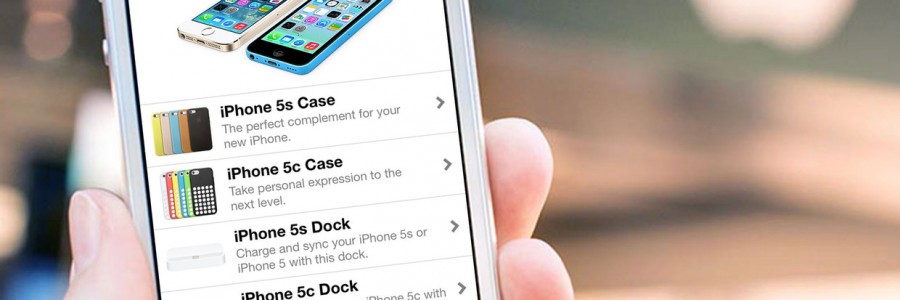 iPhone 5s Case
The perfect complement for your
new iPhone.
iPhone 5c Case
Take personal expression to the
next level.
iPhone 5s Dock
Charge and sync your iPhone 5s or
iPhone 5 with this dock.
iPhone 5c Dock
iPhone 5c with